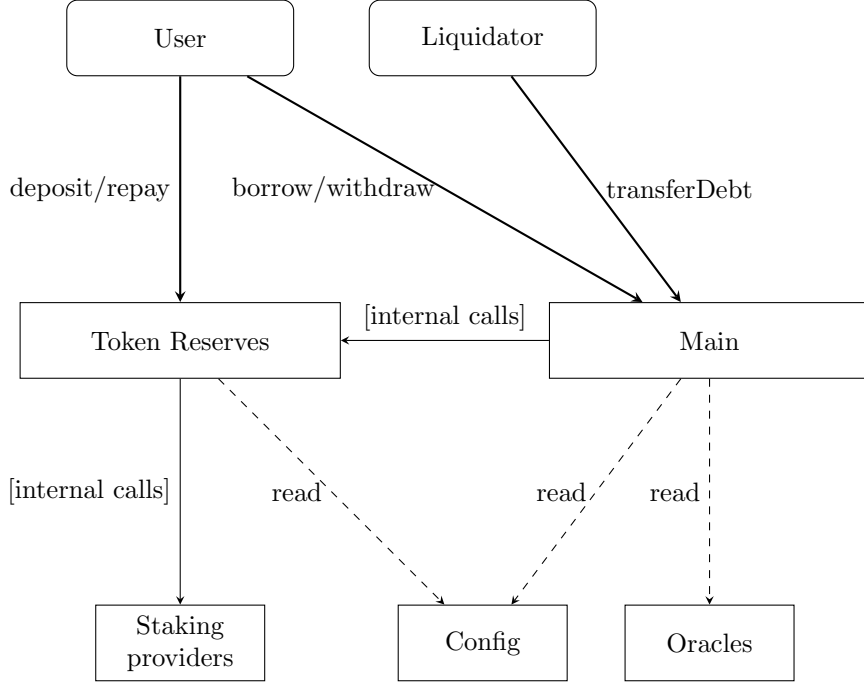 User
Liquidator
deposit/repay
borrow/withdraw
transferDebt
[internal calls]
Token Reserves
Main
[internal calls]
read
read
read
Staking
providers
Config
Oracles